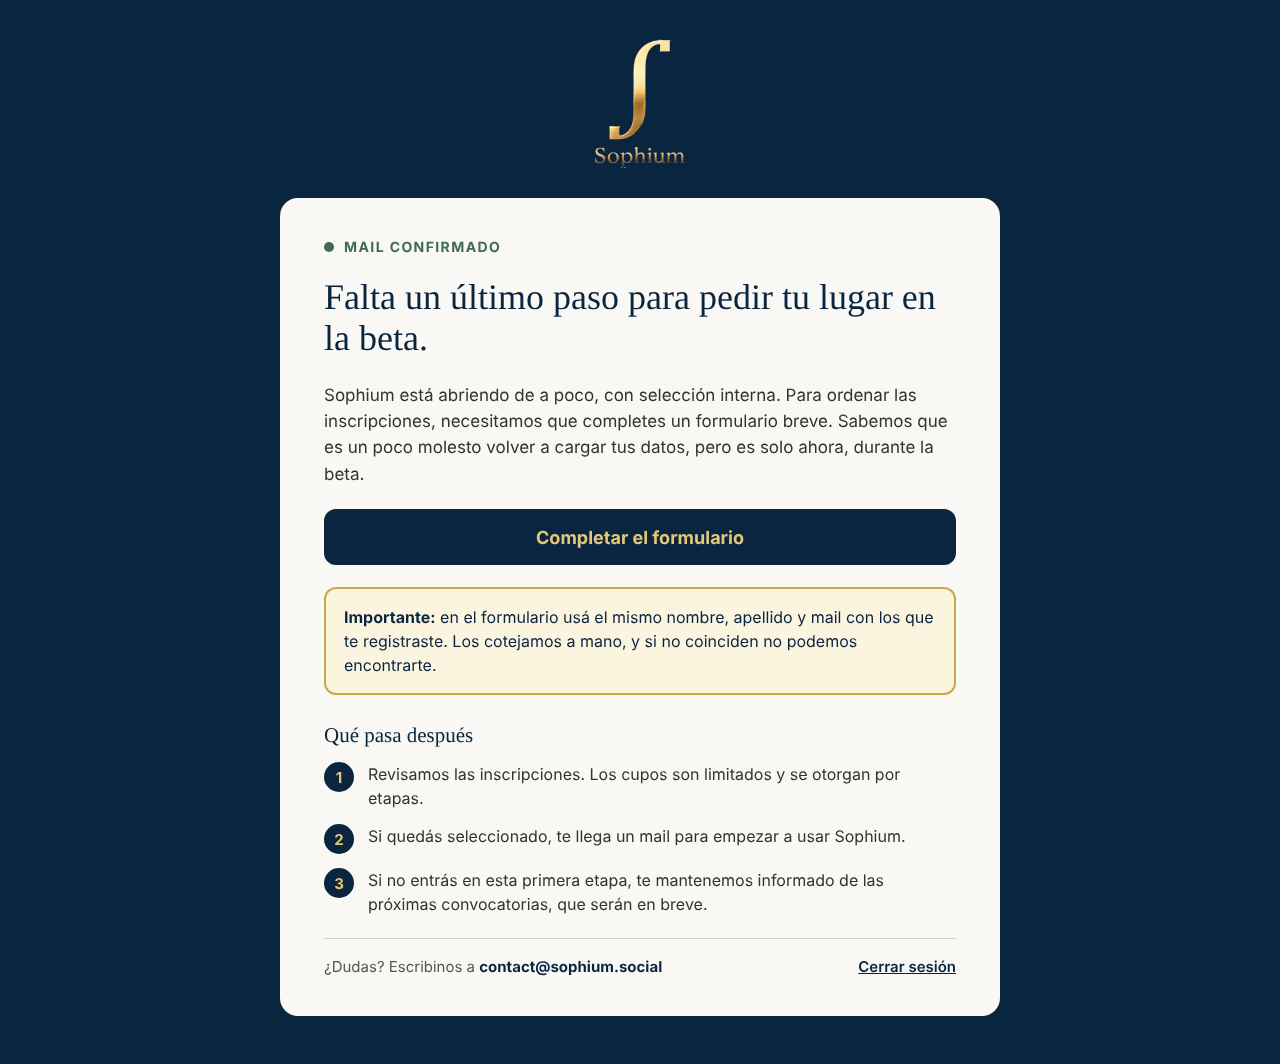 Sophium
MAIL CONFIRMADO
Falta un último paso para pedir tu lugar en
la beta.
Sophium está abriendo de a poco, con selección interna. Para ordenar las
inscripciones, necesitamos que completes un formulario breve. Sabemos que
es un poco molesto volver a cargar tus datos, pero es solo ahora, durante la
beta.
Completar el formulario
Importante: en el formulario usá el mismo nombre, apellido y mail con los que
te registraste. Los cotejamos a mano, y si no coinciden no podemos
encontrarte.
Qué pasa después
1 Revisamos las inscripciones. Los cupos son limitados y se otorgan por
etapas.
2 Si quedás seleccionado, te llega un mail para empezar a usar Sophium.
3 Si no entrás en esta primera etapa, te mantenemos informado de las
próximas convocatorias, que serán en breve.
¿Dudas? Escribinos a contact@sophium.social Cerrar sesión